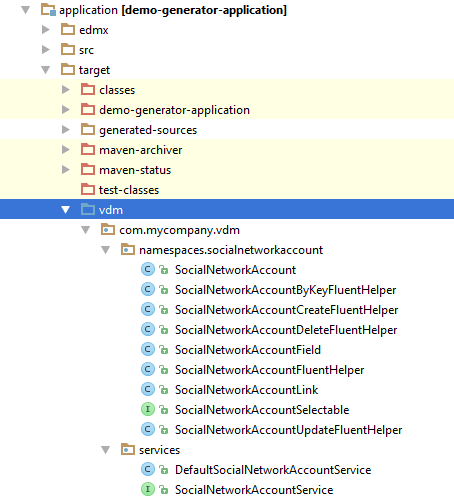 application [demo-generator-application]
edmx
src
target
classes
demo-generator-application
generated-sources
maven-archiver
maven-status
test-classes
vdm
com.mycompany.vdm
namespaces.socialnetworkaccount
C SocialNetworkAccount
C SocialNetworkAccountByKeyFluentHelper
C SocialNetworkAccountCreateFluentHelper
C SocialNetworkAccountDeleteFluentHelper
C SocialNetworkAccountField
C SocialNetworkAccountFluentHelper
C SocialNetworkAccountLink
I SocialNetworkAccountSelectable
C SocialNetworkAccountUpdateFluentHelper
services
C DefaultSocialNetworkAccountService
I SocialNetworkAccountService